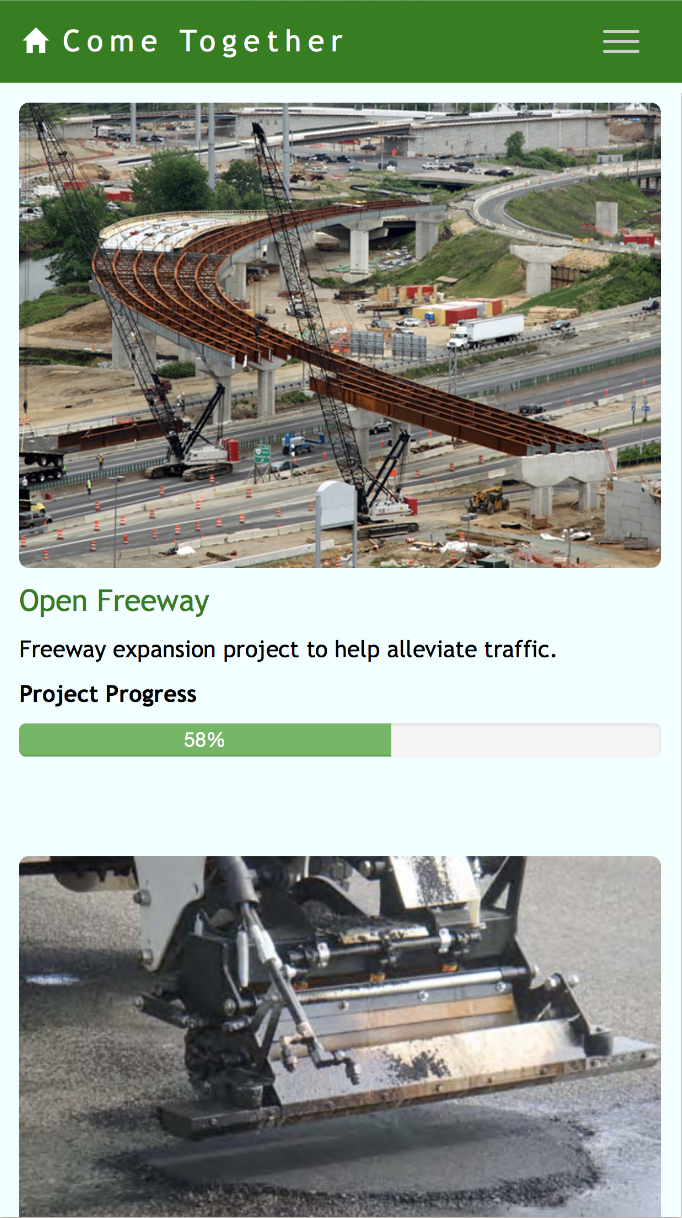 Come Together
Open Freeway
Freeway expansion project to help alleviate traffic.
Project Progress
58%